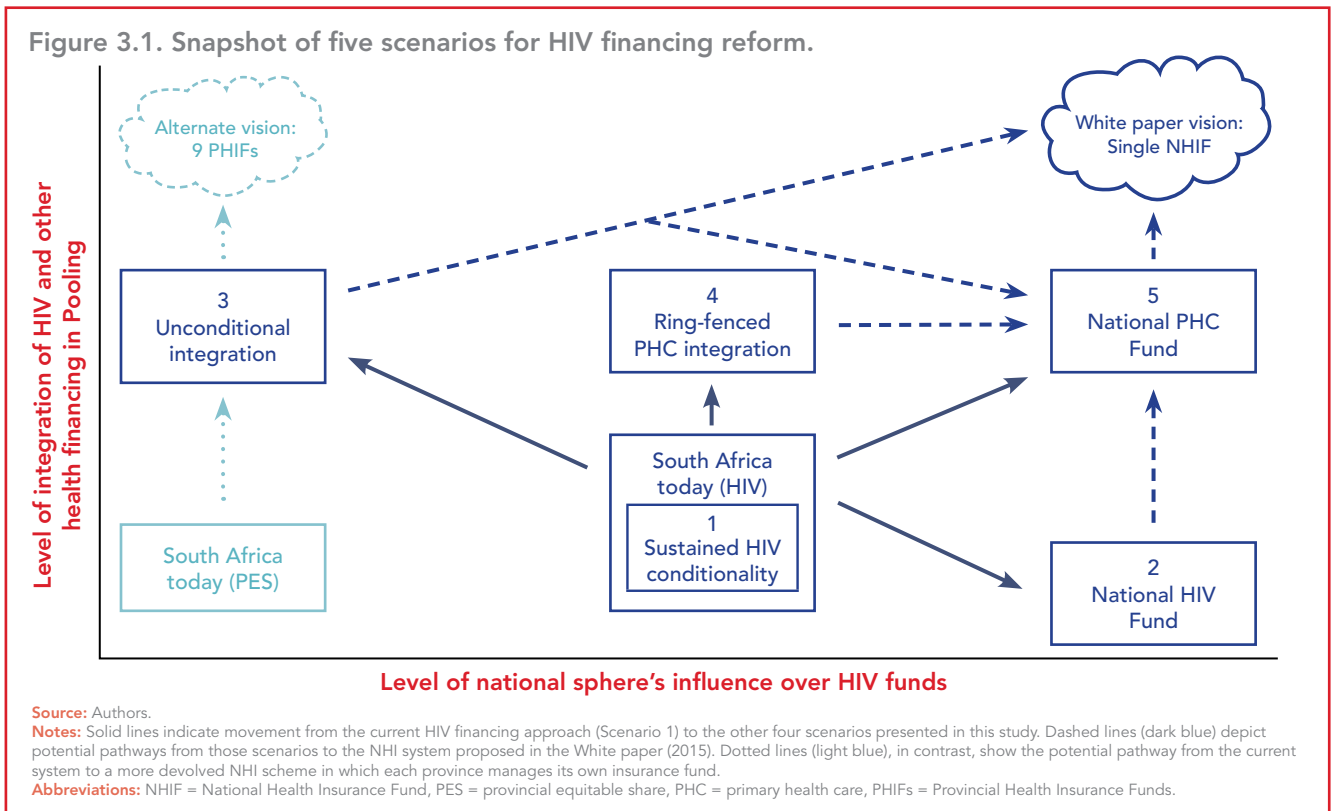 Figure 3.1. Snapshot of five scenarios for HIV financing reform.
Level of integration of HIV and other
health financing in Pooling
Alternate vision:
9 PHIFs
White paper vision:
Single NHIF
3
Unconditional
integration
4
Ring-fenced
PHC integration
5
National PHC
Fund
South Africa
today (PES)
South Africa
today (HIV)
1
Sustained HIV
conditionality
2
National HIV
Fund
Level of national sphere's influence over HIV funds
Source: Authors.
Notes: Solid lines indicate movement from the current HIV financing approach (Scenario 1) to the other four scenarios presented in this study. Dashed lines (dark blue) depict
potential pathways from those scenarios to the NHI system proposed in the White paper (2015). Dotted lines (light blue), in contrast, show the potential pathway from the current
system to a more devolved NHI scheme in which each province manages its own insurance fund.
Abbreviations: NHIF = National Health Insurance Fund, PES = provincial equitable share, PHC = primary health care, PHIFs = Provincial Health Insurance Funds.